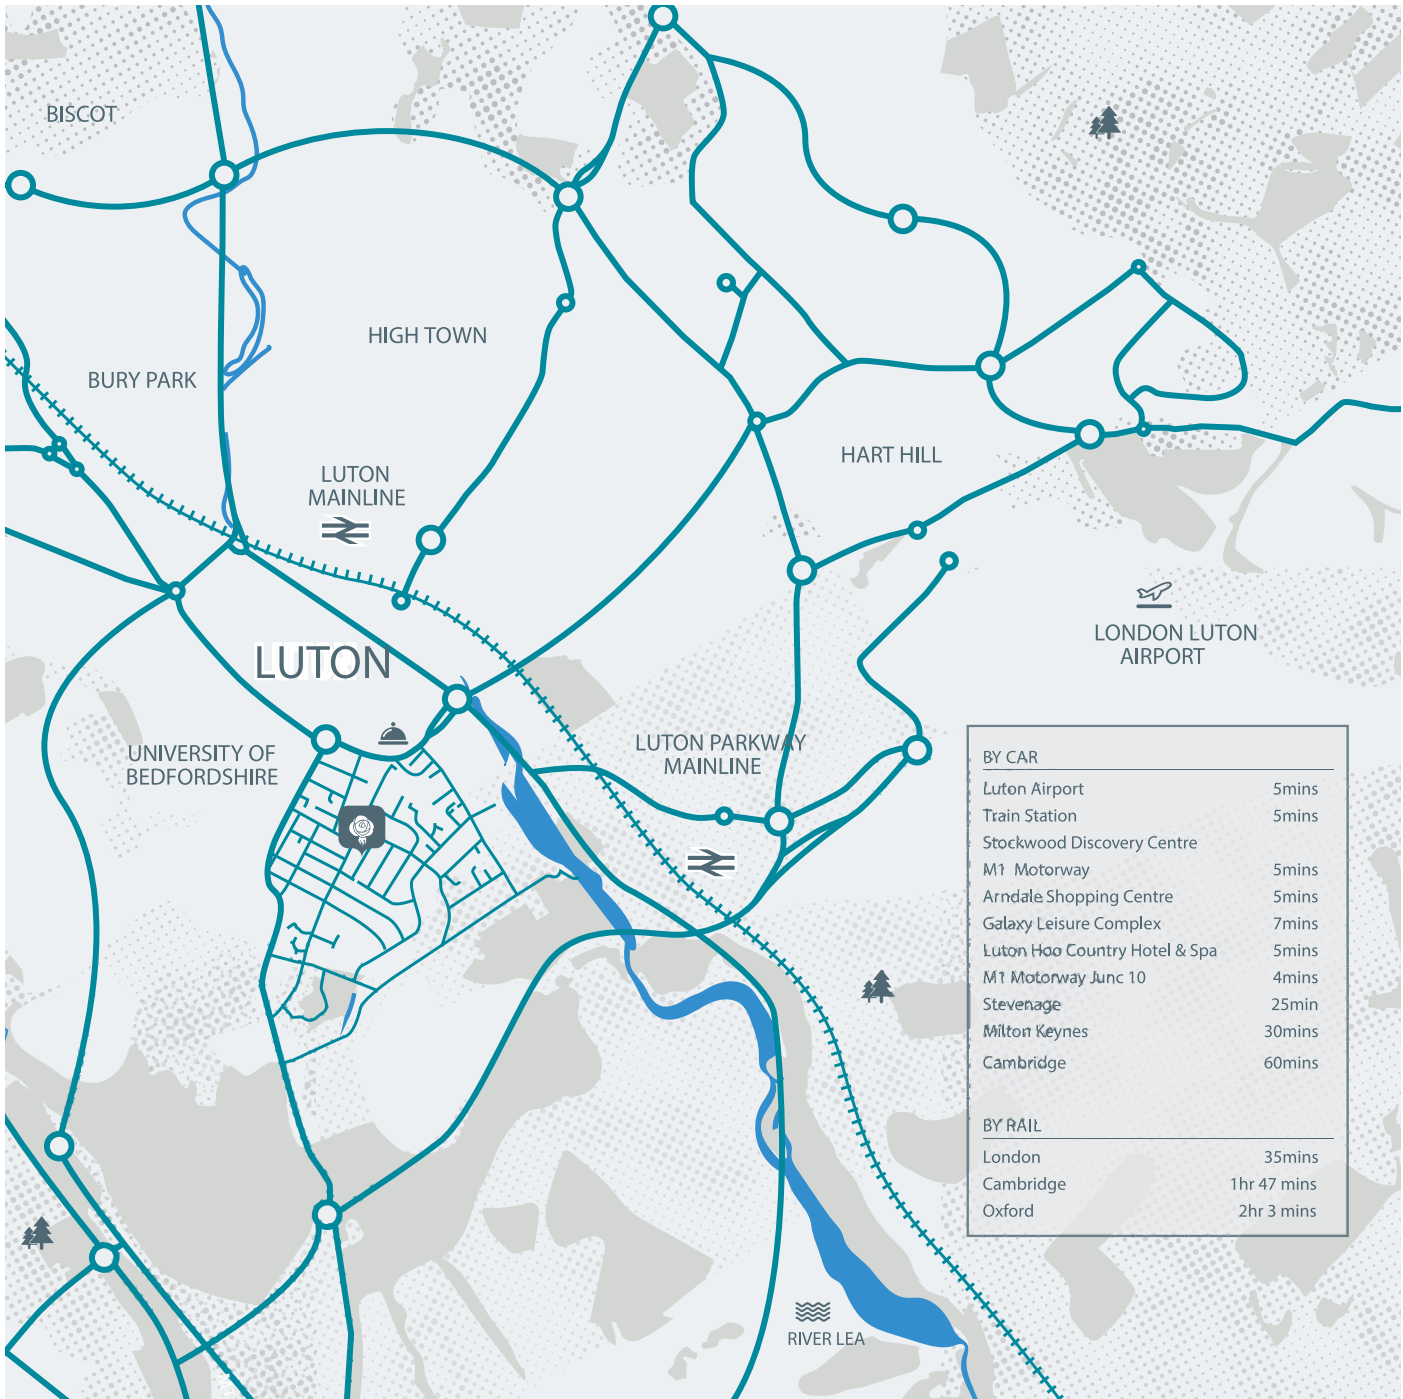 BISCOT
HIGH TOWN
BURY PARK
HART HILL
LUTON
MAINLINE
LONDON LUTON
AIRPORT
LUTON
UNIVERSITY OF
BEDFORDSHIRE
LUTON PARKWAY
MAINLINE
BY CAR
Luton Airport 5mins
Train Station 5mins
Stockwood Discovery Centre
M1 Motorway 5mins
Arndale Shopping Centre 5mins
Galaxy Leisure Complex 7mins
Luton Hoo Country Hotel & Spa 5mins
M1 Motorway Junc 10 4mins
Stevenage 25min
Milton Keynes 30mins
Cambridge 60mins
BY RAIL
London 35mins
Cambridge 1hr 47 mins
Oxford 2hr 3 mins
RIVER LEA